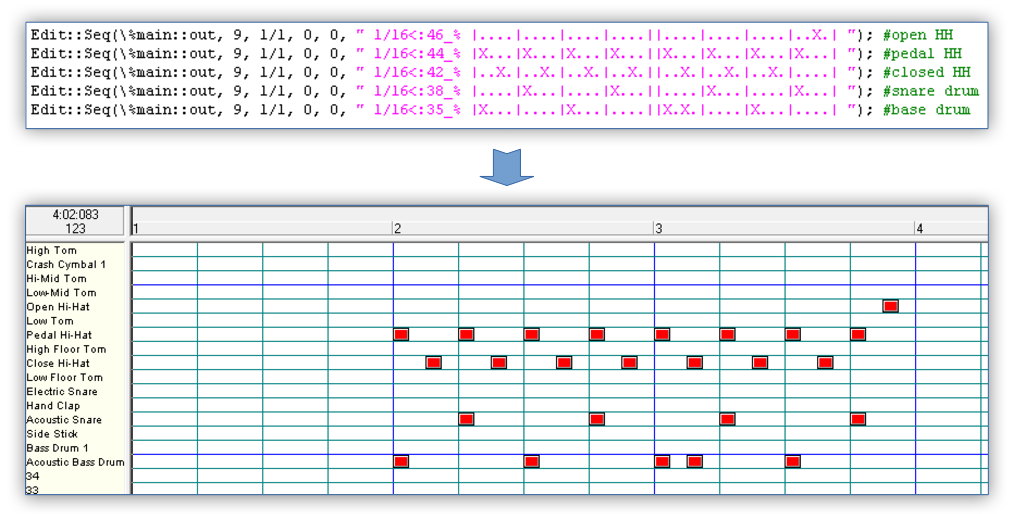 Edit::Seq(\%main::out, 9, 1/1, 0, 0, " 1/16<:46_% |....|....|....|....||....|....|....|..X.| "); #open HH
Edit::Seq(\%main::out, 9, 1/1, 0, 0, " 1/16<:44_% |X...|X...|X...|X...||X...|X...|X...|X...| "); #pedal HH
Edit::Seq(\%main::out, 9, 1/1, 0, 0, " 1/16<:42_% |..X.|..X.|..X.|..X.||..X.|..X.|..X.|....| "); #closed HH
Edit::Seq(\%main::out, 9, 1/1, 0, 0, " 1/16<:38_% |....|X...|....|X...||....|X...|....|X...| "); #snare drum
Edit::Seq(\%main::out, 9, 1/1, 0, 0, " 1/16<:35_% |X...|....|X...|....||X.X.|....|X...|....| "); #base drum
4:02:083
123
1 2 3 4
High Tom
Crash Cymbal 1
Hi-Mid Tom
Low-Mid Tom
Open Hi-Hat
Low Tom
Pedal Hi-Hat
High Floor Tom
Close Hi-Hat
Low Floor Tom
Electric Snare
Hand Clap
Acoustic Snare
Side Stick
Bass Drum 1
Acoustic Bass Drum
34
33